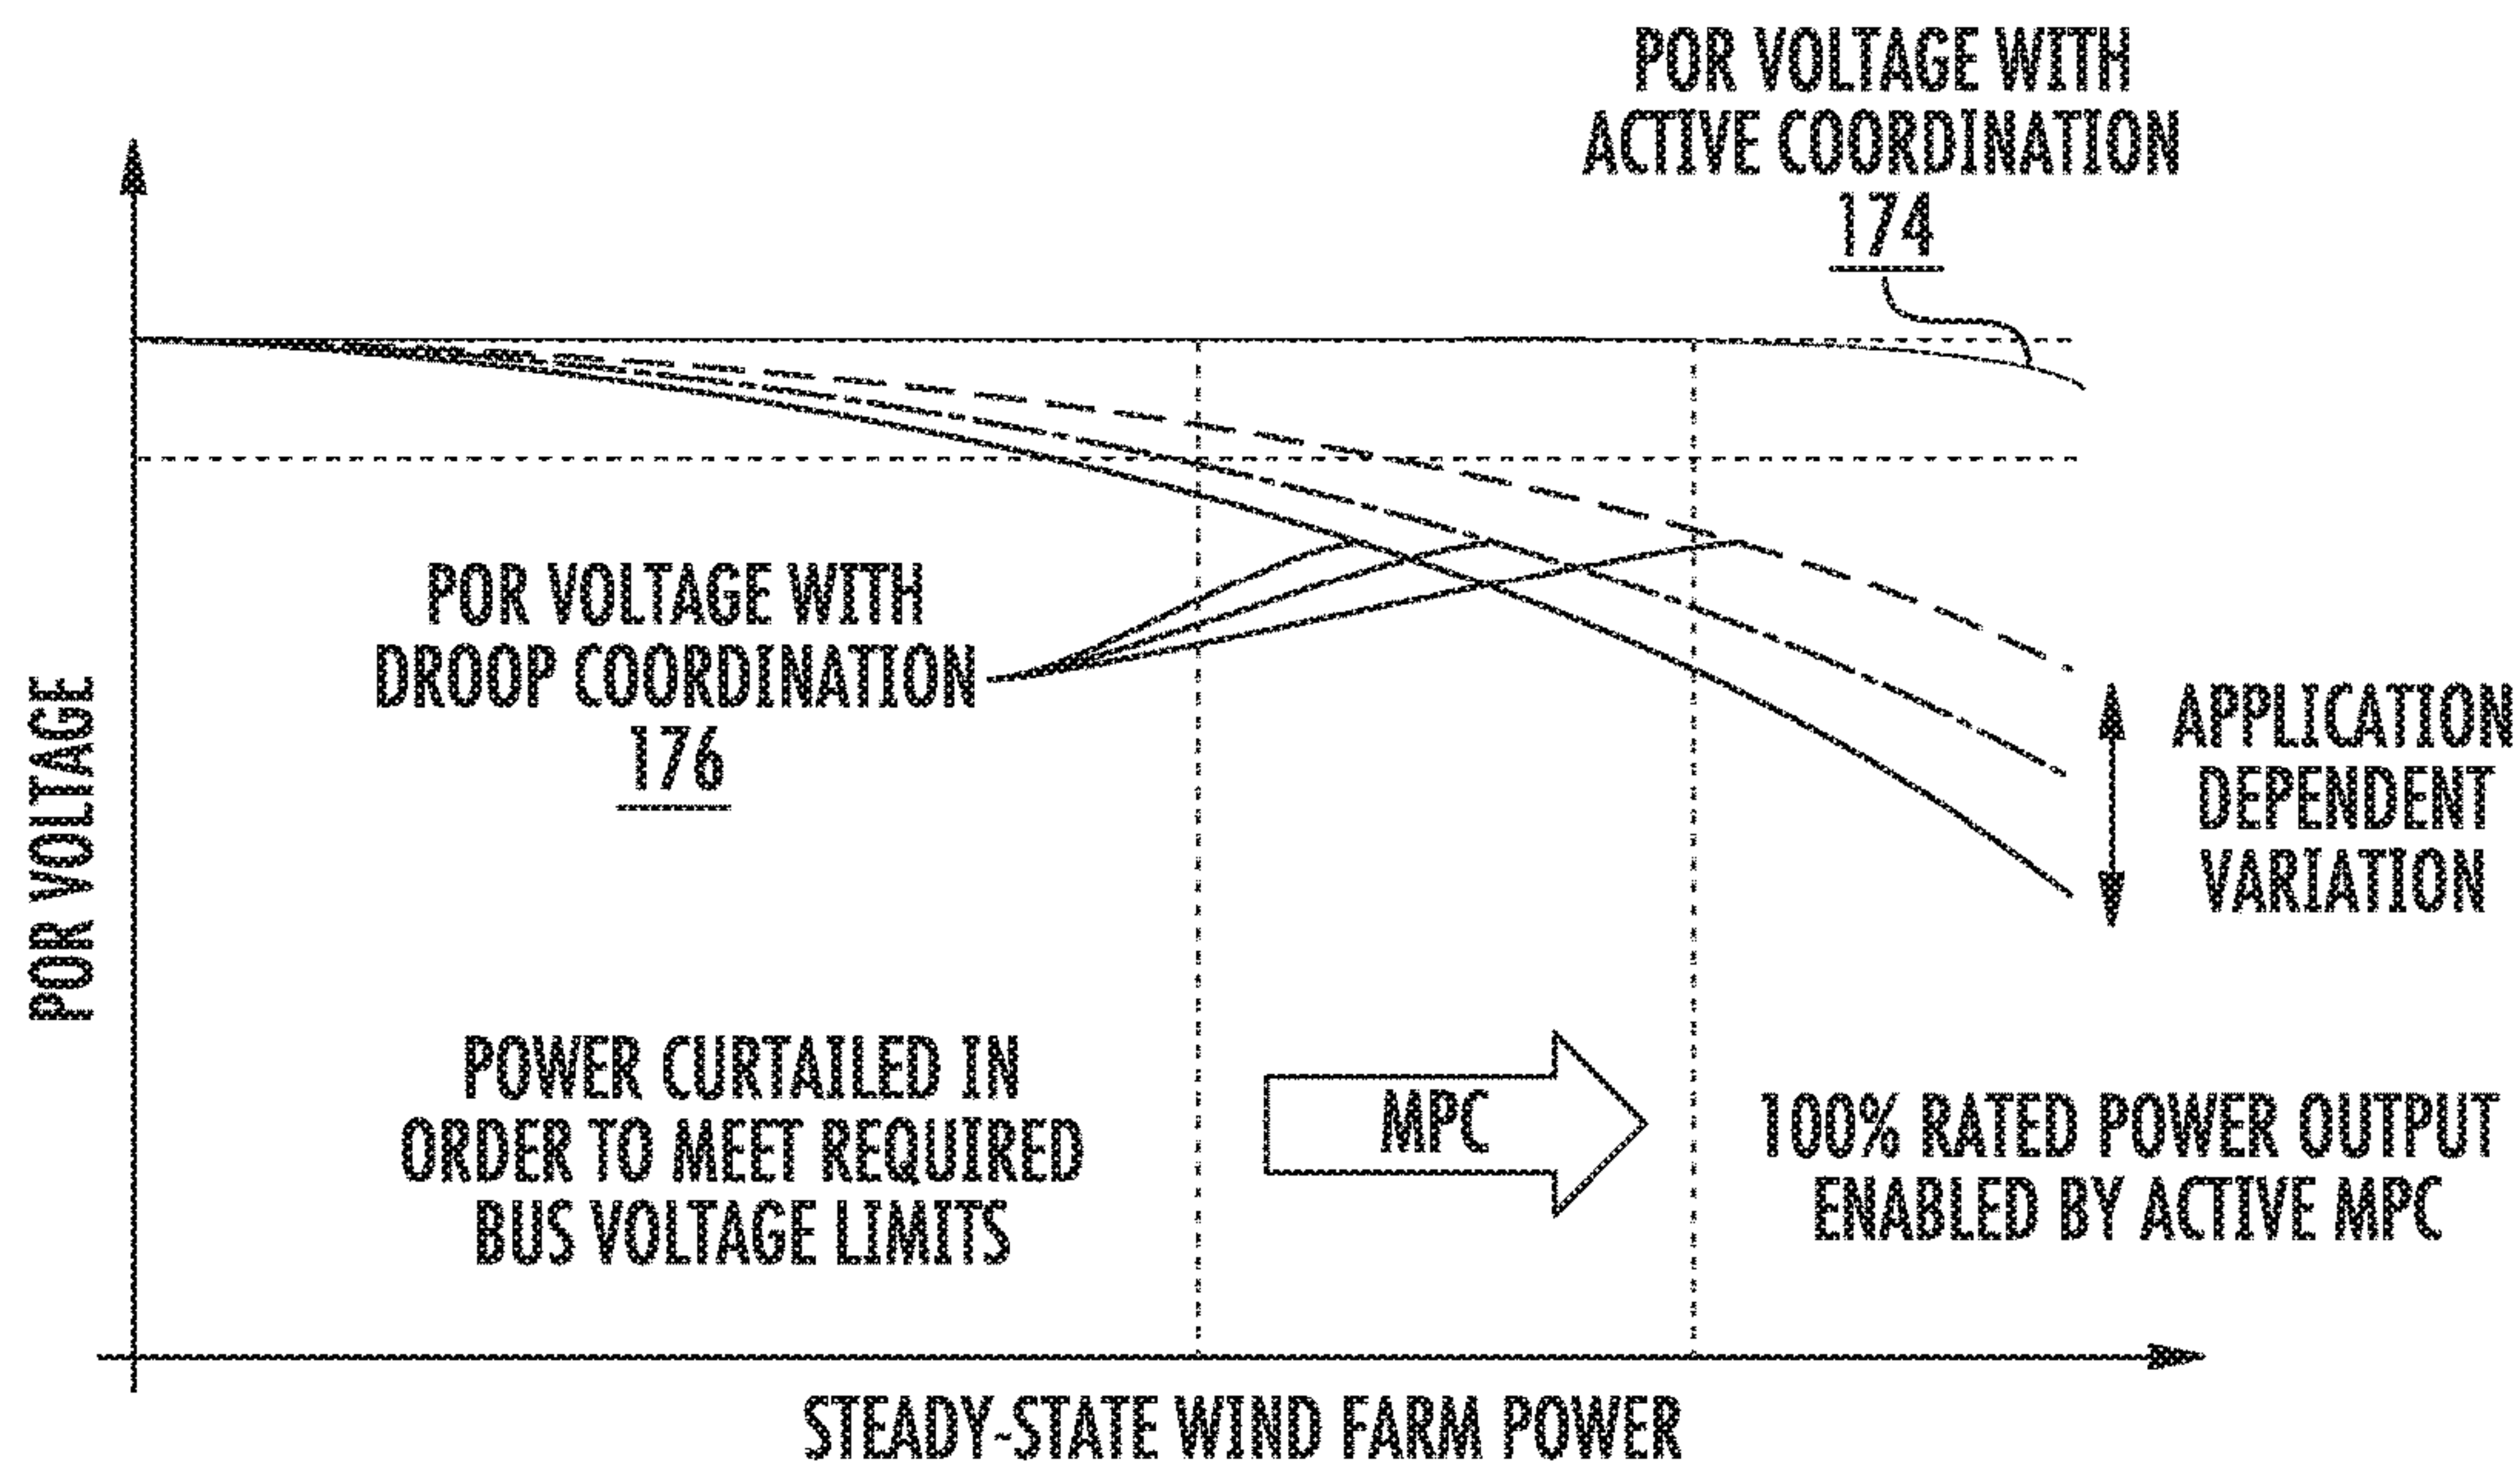 POR VOLTAGE WITH
ACTIVE COORDINATION
174
POR VOLTAGE WITH
DROOP COORDINATION
176
APPLICATION
DEPENDENT
VARIATION
POR VOLTAGE
POWER CURTAILED IN
ORDER TO MEET REQUIRED
BUS VOLTAGE LIMITS
MPC
100% RATED POWER OUTPUT
ENABLED BY ACTIVE MPC
STEADY-STATE WIND FARM POWER